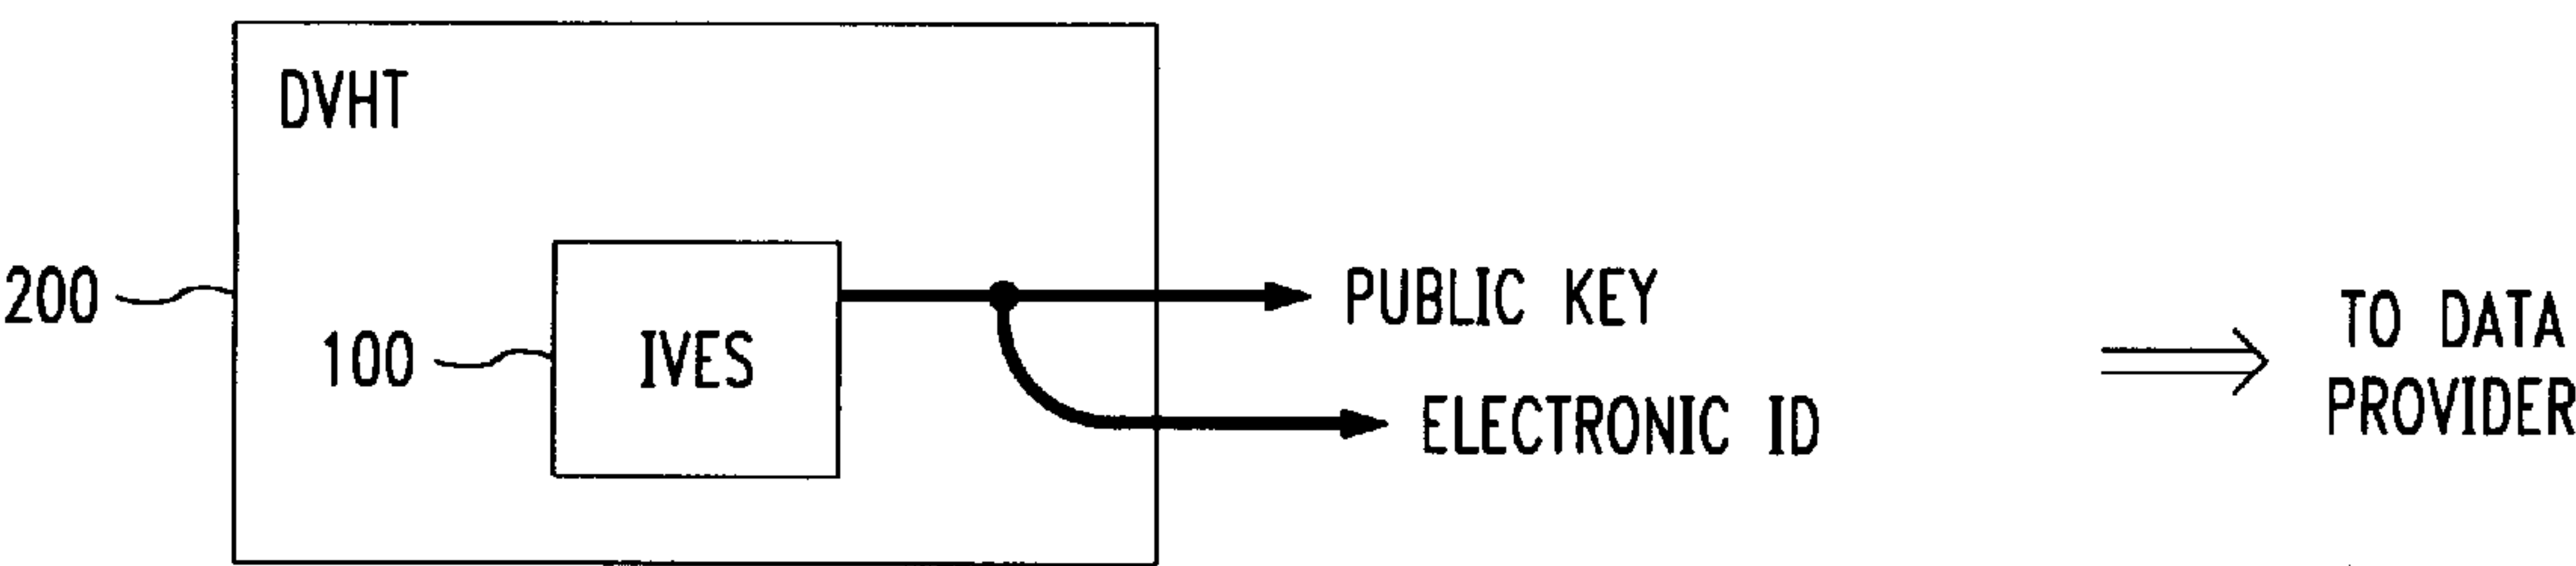 DVHT
200
100
IVES
PUBLIC KEY
ELECTRONIC ID
TO DATA
PROVIDER